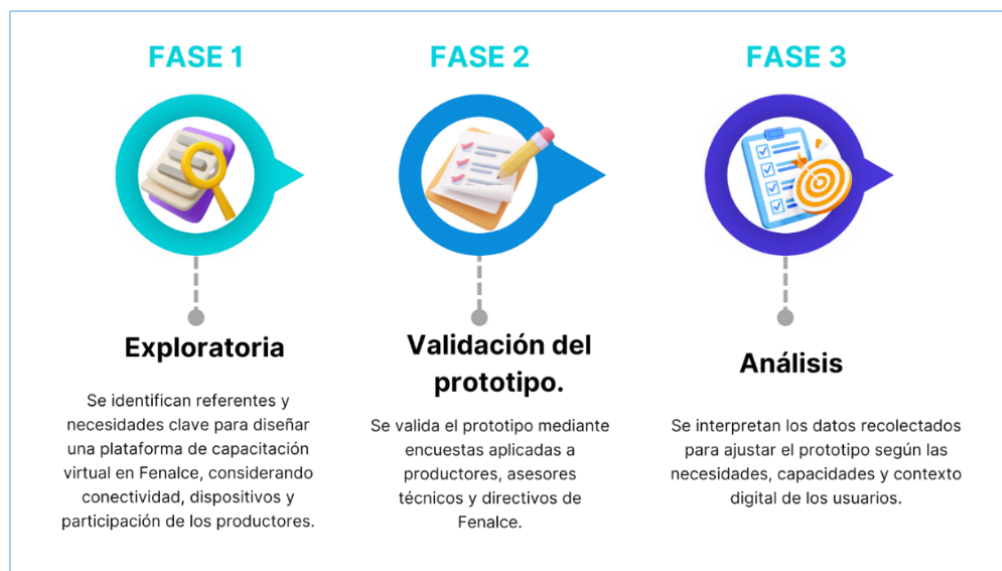 FASE 1
Exploratoria
Se identifican referentes y
necesidades clave para diseñar
una plataforma de capacitación
virtual en Fenalce, considerando
conectividad, dispositivos y
participación de los productores.
FASE 2
Validación del
prototipo.
Se valida el prototipo mediante
encuestas aplicadas a
productores, asesores
técnicos y directivos de
Fenalce.
FASE 3
Análisis
Se interpretan los datos recolectados
para ajustar el prototipo según las
necesidades, capacidades y contexto
digital de los usuarios.